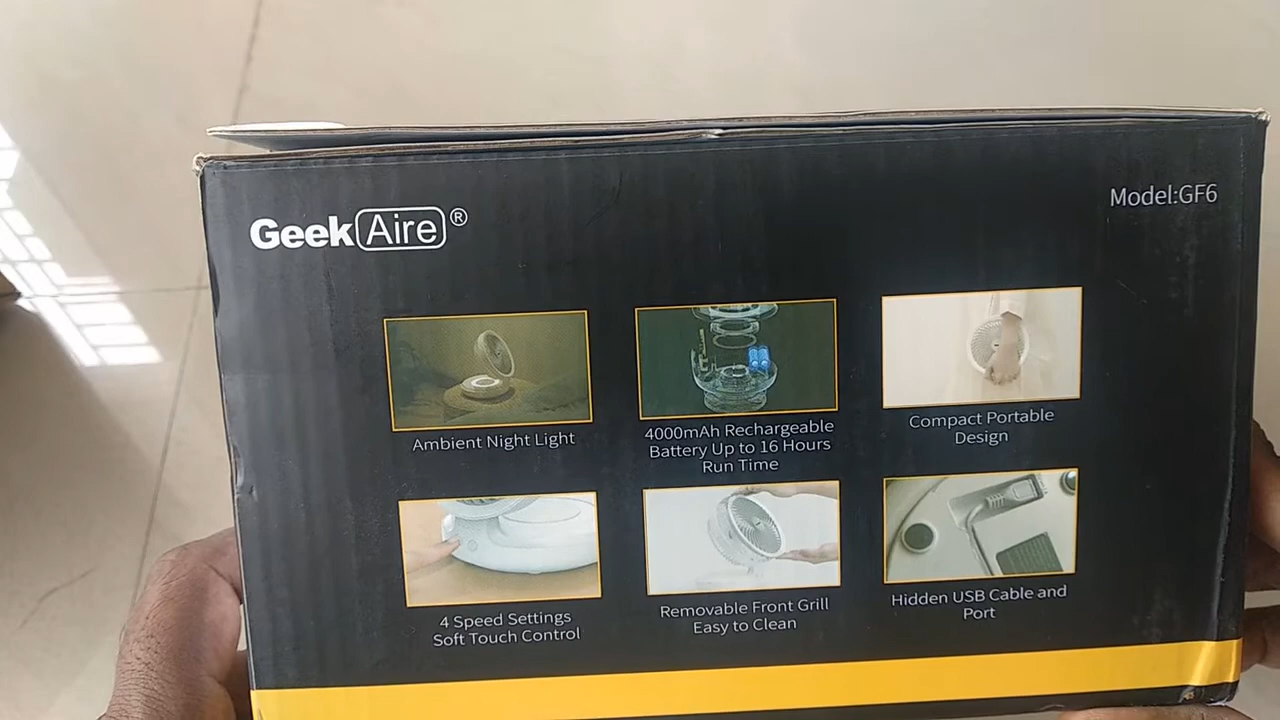 GeekAire®
Model:GF6
Ambient Night Light
4000mAh Rechargeable
Battery Up to 16 Hours
Run Time
Compact Portable
Design
4 Speed Settings
Soft Touch Control
Removable Front Grill
Easy to Clean
Hidden USB Cable and
Port